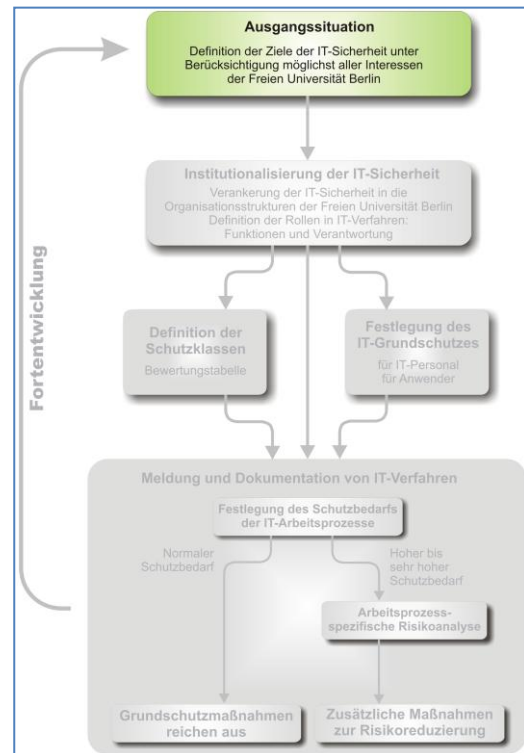 Ausgangssituation
Definition der Ziele der IT-Sicherheit unter
Berücksichtigung möglichst aller Interessen
der Freien Universität Berlin
Institutionalisierung der IT-Sicherheit
Verankerung der IT-Sicherheit in die
Organisationsstrukturen der Freien Universität Berlin
Definition der Rollen in IT-Verfahren:
Funktionen und Verantwortung
Fortentwicklung
Definition der
Schutzklassen
Bewertungstabelle
Festlegung des
IT-Grundschutzes
für IT-Personal
für Anwender
Meldung und Dokumentation von IT-Verfahren
Festlegung des Schutzbedarfs
der IT-Arbeitsprozesse
Normaler
Schutzbedarf
Hoher bis
sehr hoher
Schutzbedarf
Arbeitsprozess-
spezifische Risikoanalyse
Grundschutzmaßnahmen
reichen aus
Zusätzliche Maßnahmen
zur Risikoreduzierung